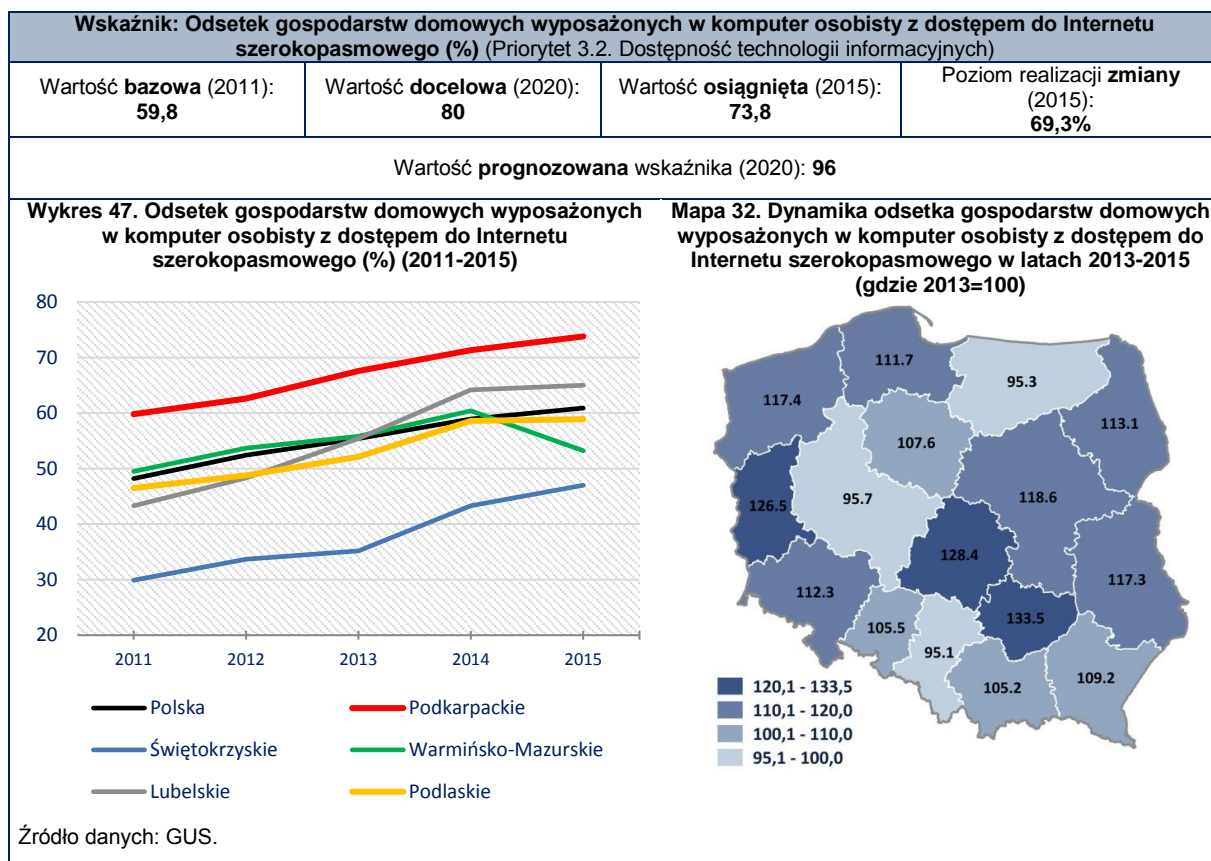 Wskaźnik: Odsetek gospodarstw domowych wyposażonych w komputer osobisty z dostępem do Internetu
szerokopasmowego (%) (Priorytet 3.2. Dostępność technologii informacyjnych)
Wartość bazowa (2011):
59,8
Wartość docelowa (2020):
80
Wartość osiągnięta (2015):
73,8
Poziom realizacji zmiany
(2015):
69,3%
Wartość prognozowana wskaźnika (2020): 96
Wykres 47. Odsetek gospodarstw domowych wyposażonych
w komputer osobisty z dostępem do Internetu
szerokopasmowego (%) (2011-2015)
80
70
60
50
40
30
20
2011 2012 2013 2014 2015
Polska Podkarpackie
Świętokrzyskie Warmińsko-Mazurskie
Lubelskie Podlaskie
Mapa 32. Dynamika odsetka gospodarstw domowych
wyposażonych w komputer osobisty z dostępem do
Internetu szerokopasmowego w latach 2013-2015
(gdzie 2013=100)
111.7
95.3
117.4
113.1
107.6
118.6
126.5
95.7
128.4
117.3
112.3
133.5
105.5
95.1
109.2
105.2
120,1 - 133,5
110,1 - 120,0
100,1 - 110,0
95,1 - 100,0
Źródło danych: GUS.